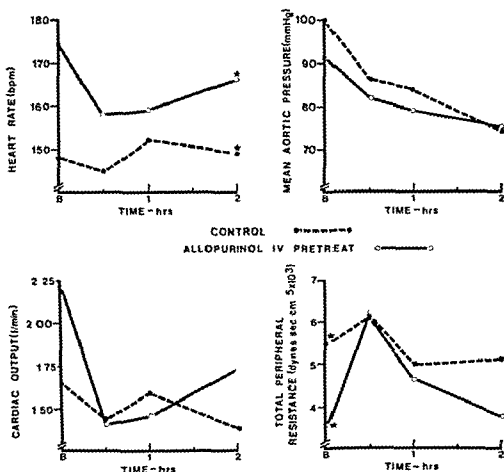 HEART RATE (bpm)
180
170
160
150
B
1
2
TIME-hrs
*
*
MEAN AORTIC PRESSURE (mmHg)
100
90
80
70
B
1
2
TIME-hrs
CONTROL
ALLOPURINOL IV PRETREAT
CARDIAC OUTPUT (l/min)
2 25
2 00
1 75
1 50
B
1
2
TIME-hrs
TOTAL PERIPHERAL
RESISTANCE (dynes sec cm 5x10³)
7
6
5
4
*
*
B
1
2
TIME-hrs